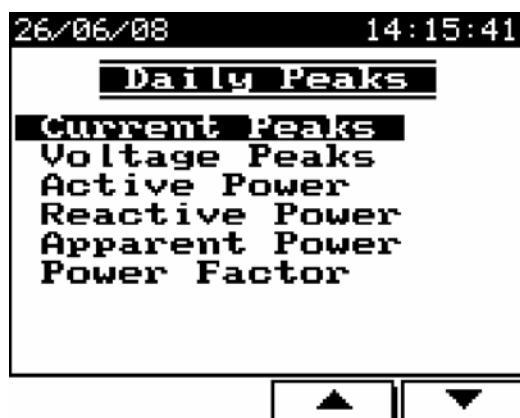 26/06/08 14:15:41
Daily Peaks
Current Peaks
Voltage Peaks
Active Power
Reactive Power
Apparent Power
Power Factor